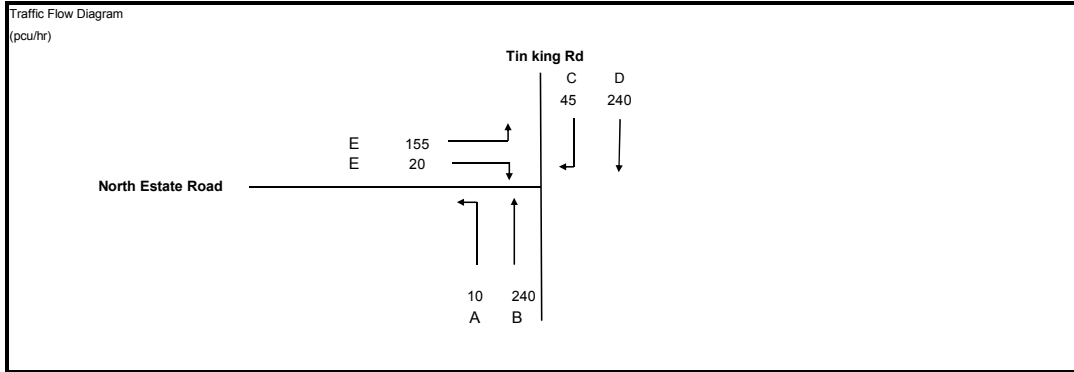 Traffic Flow Diagram
(pcu/hr)
Tin king Rd
C D
45 240
E 155
E 20
North Estate Road
10 240
A B